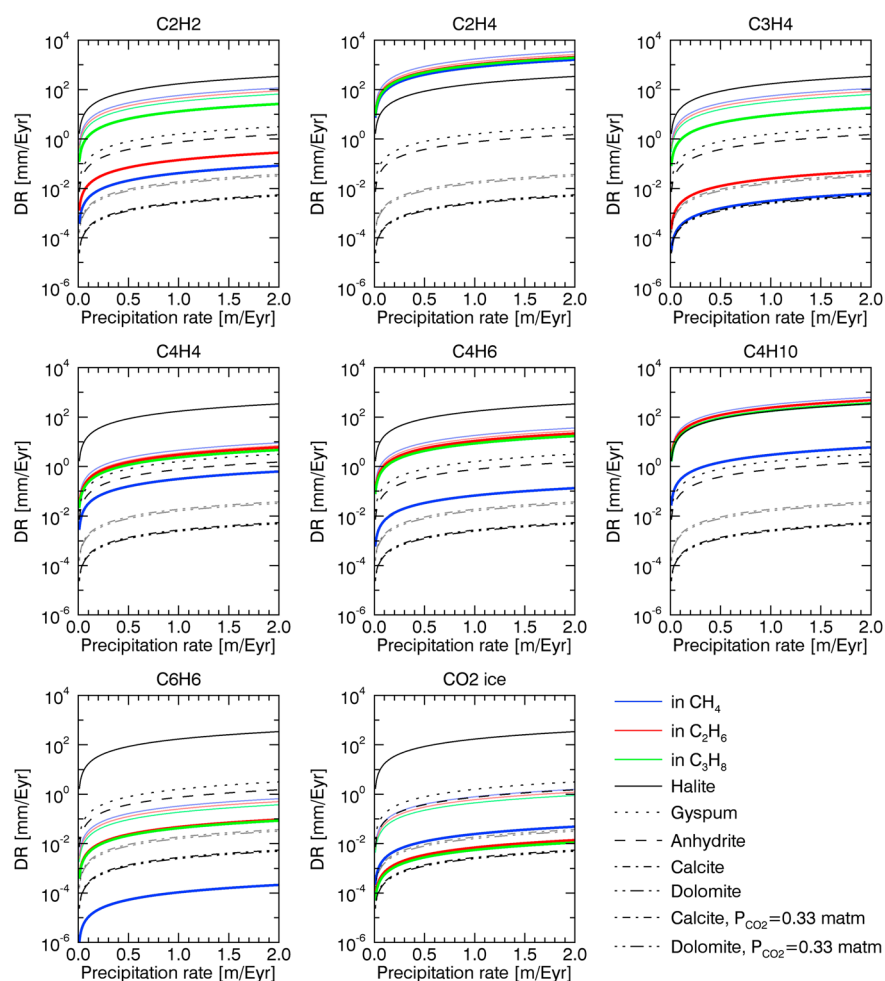 C2H2 C2H4 C3H4
DR [mm/Eyr]
10^4
10^2
10^0
10^-2
10^-4
10^-6
0.0 0.5 1.0 1.5 2.0
Precipitation rate [m/Eyr]
DR [mm/Eyr]
10^4
10^2
10^0
10^-2
10^-4
10^-6
0.0 0.5 1.0 1.5 2.0
Precipitation rate [m/Eyr]
DR [mm/Eyr]
10^4
10^2
10^0
10^-2
10^-4
10^-6
0.0 0.5 1.0 1.5 2.0
Precipitation rate [m/Eyr]
C4H4 C4H6 C4H10
DR [mm/Eyr]
10^4
10^2
10^0
10^-2
10^-4
10^-6
0.0 0.5 1.0 1.5 2.0
Precipitation rate [m/Eyr]
DR [mm/Eyr]
10^4
10^2
10^0
10^-2
10^-4
10^-6
0.0 0.5 1.0 1.5 2.0
Precipitation rate [m/Eyr]
DR [mm/Eyr]
10^4
10^2
10^0
10^-2
10^-4
10^-6
0.0 0.5 1.0 1.5 2.0
Precipitation rate [m/Eyr]
C6H6 CO2 ice
DR [mm/Eyr]
10^4
10^2
10^0
10^-2
10^-4
10^-6
0.0 0.5 1.0 1.5 2.0
Precipitation rate [m/Eyr]
DR [mm/Eyr]
10^4
10^2
10^0
10^-2
10^-4
10^-6
0.0 0.5 1.0 1.5 2.0
Precipitation rate [m/Eyr]
in CH₄
in C₂H₆
in C₃H₈
Halite
Gyspum
Anhydrite
Calcite
Dolomite
Calcite, P_CO2=0.33 matm
Dolomite, P_CO2=0.33 matm